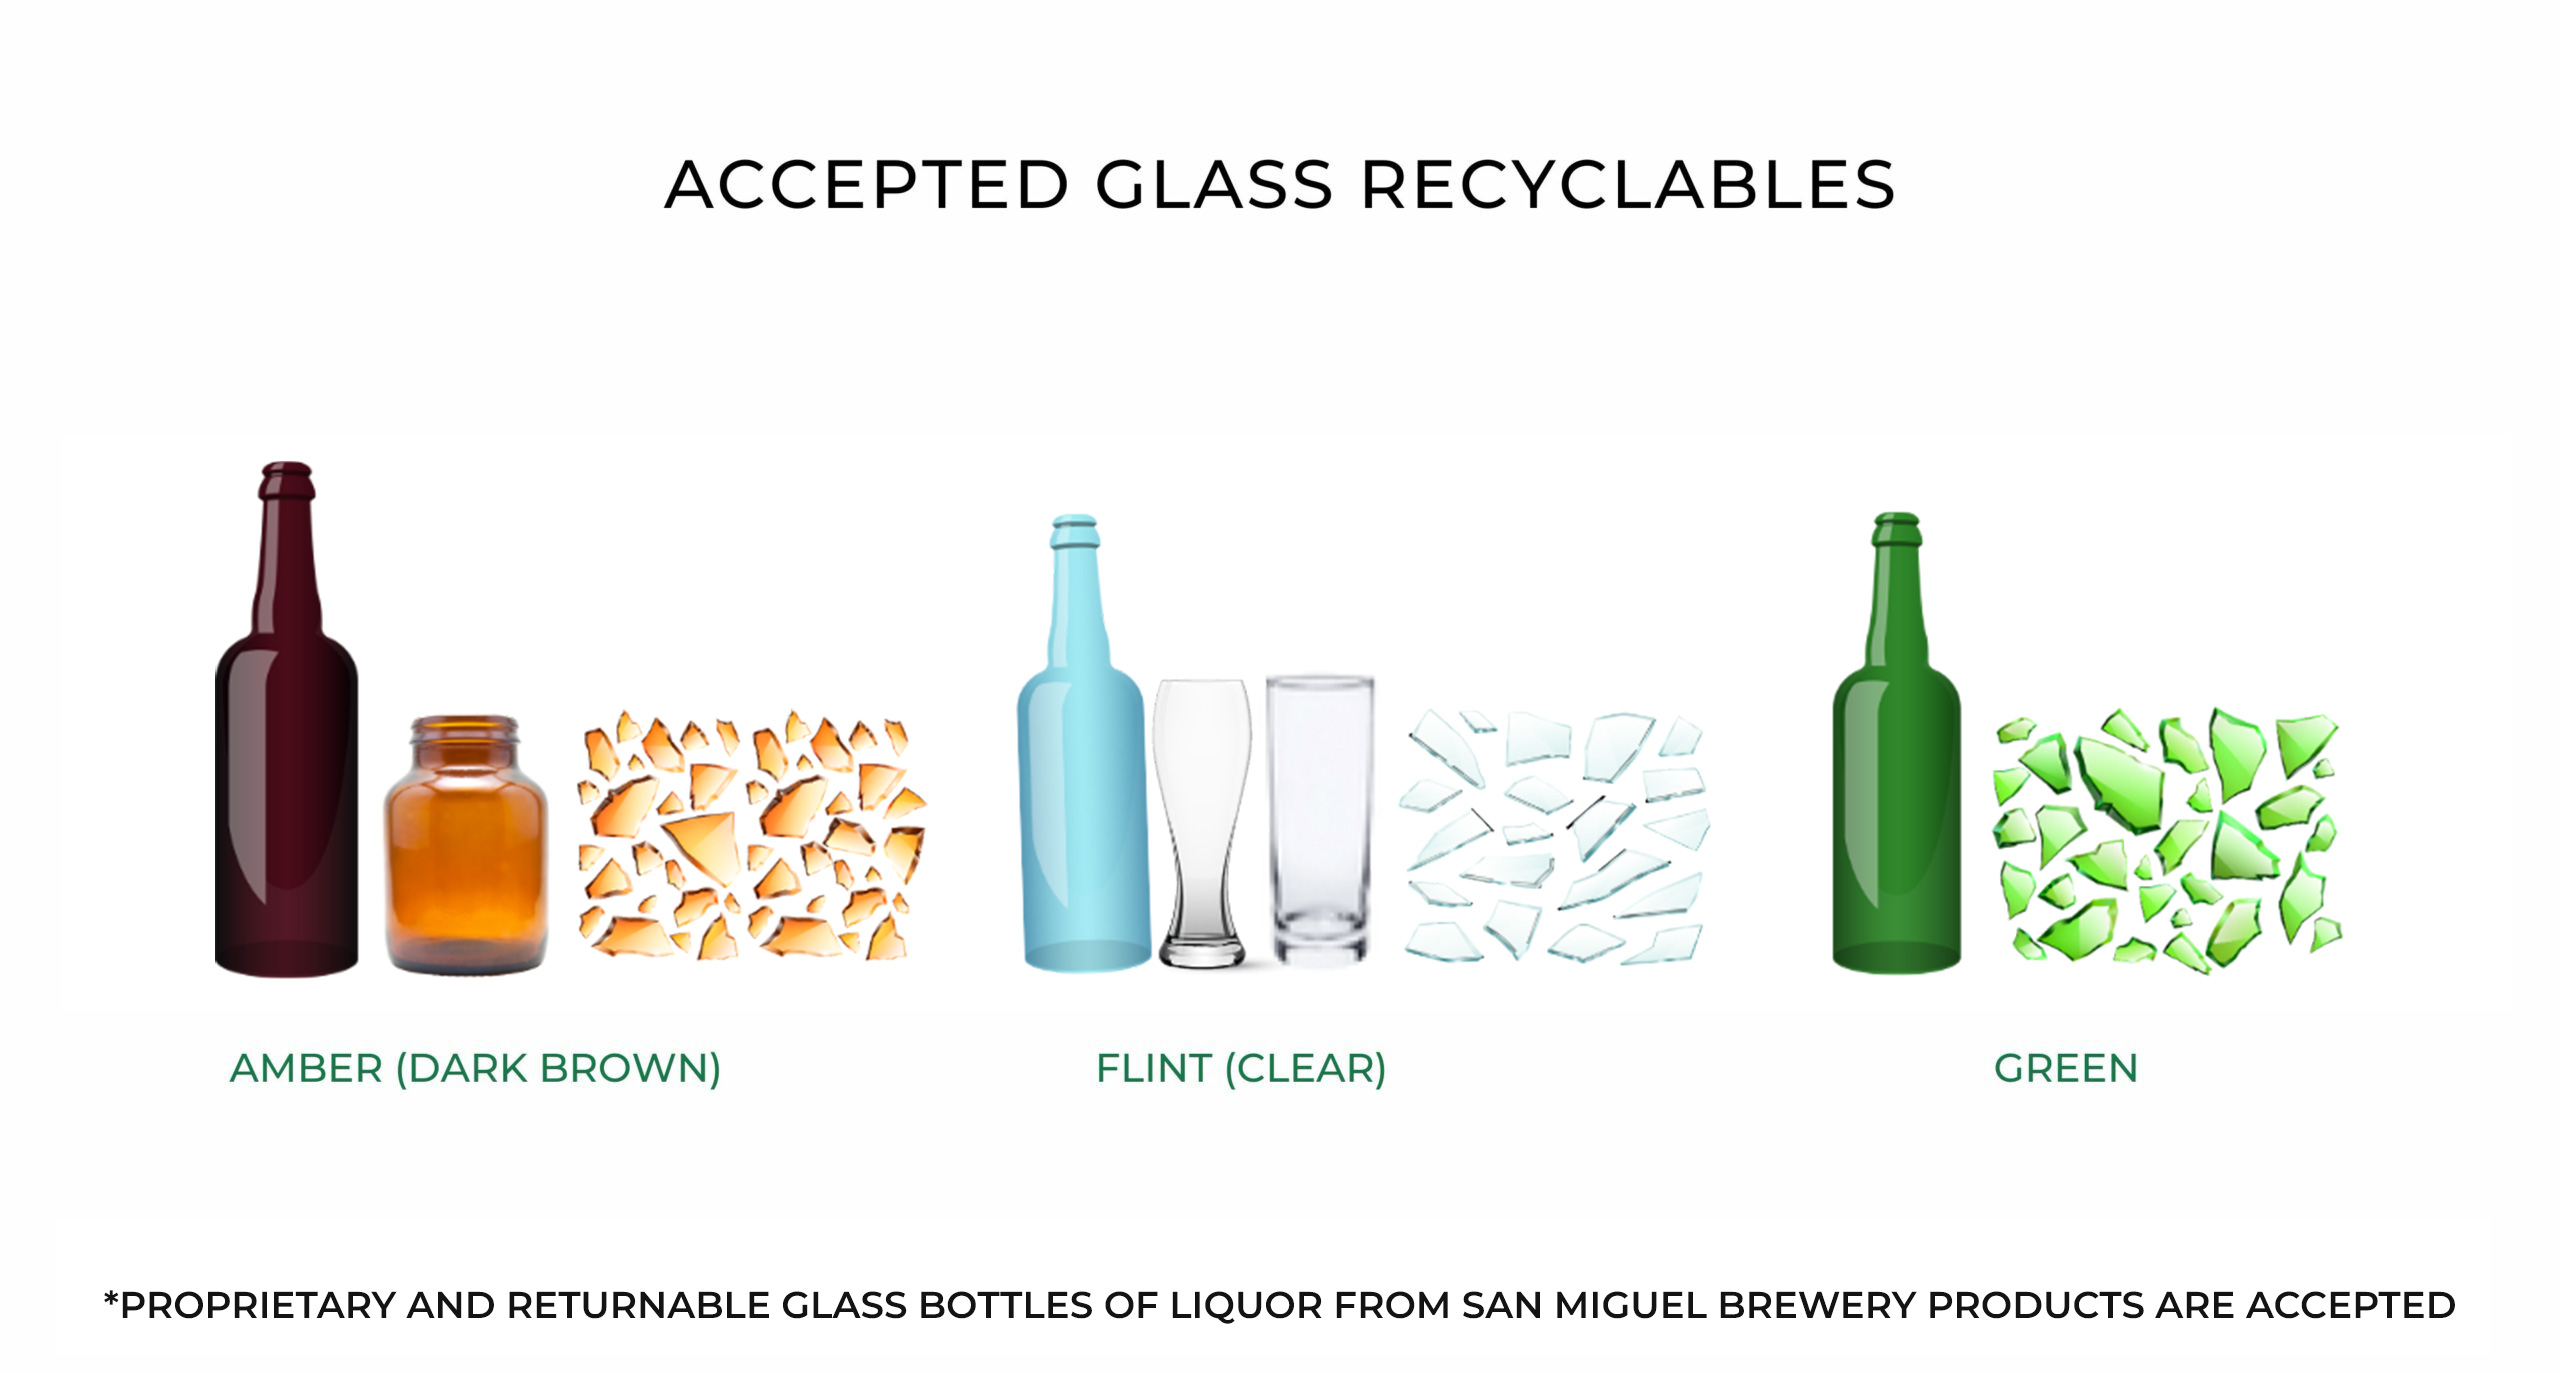 ACCEPTED GLASS RECYCLABLES
AMBER (DARK BROWN)
FLINT (CLEAR)
GREEN
*PROPRIETARY AND RETURNABLE GLASS BOTTLES OF LIQUOR FROM SAN MIGUEL BREWERY PRODUCTS ARE ACCEPTED